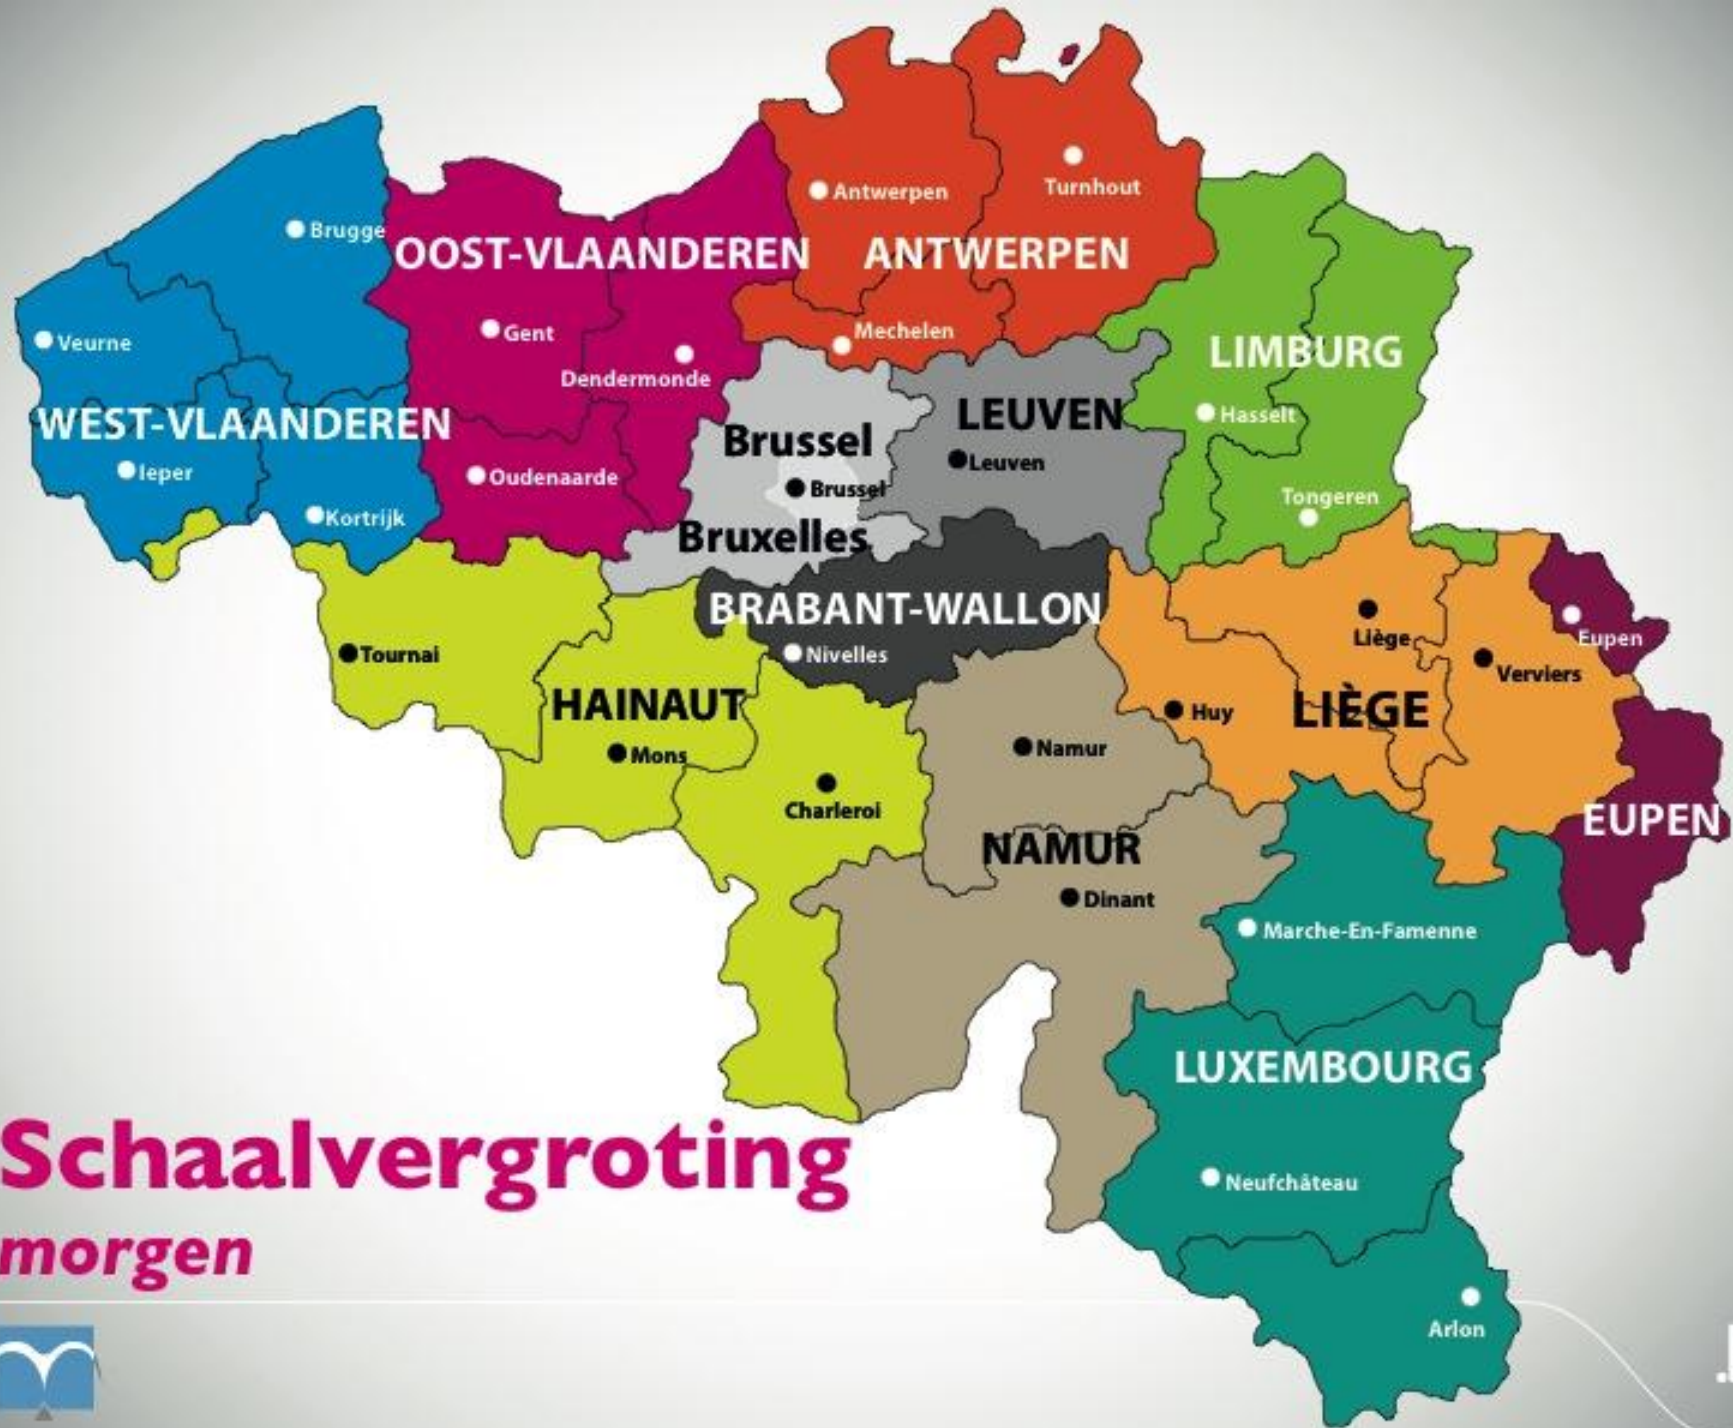 Turnhout
Antwerpen
Brugge
OOST-VLAANDEREN
ANTWERPEN
Veurne
Gent
Mechelen
LIMBURG
Dendermonde
WEST-VLAANDEREN
LEUVEN
Hasselt
Brussel
Leuven
Ieper
Oudenaarde
Brussel
Tongeren
Kortrijk
Bruxelles
BRABANT-WALLON
Liège
Eupen
Tournai
Nivelles
Verviers
HAINAUT
Huy
LIÈGE
Mons
Namur
Charleroi
EUPEN
NAMUR
Dinant
Marche-En-Famenne
LUXEMBOURG
Schaalvergroting
Neufchâteau
morgen
Arlon